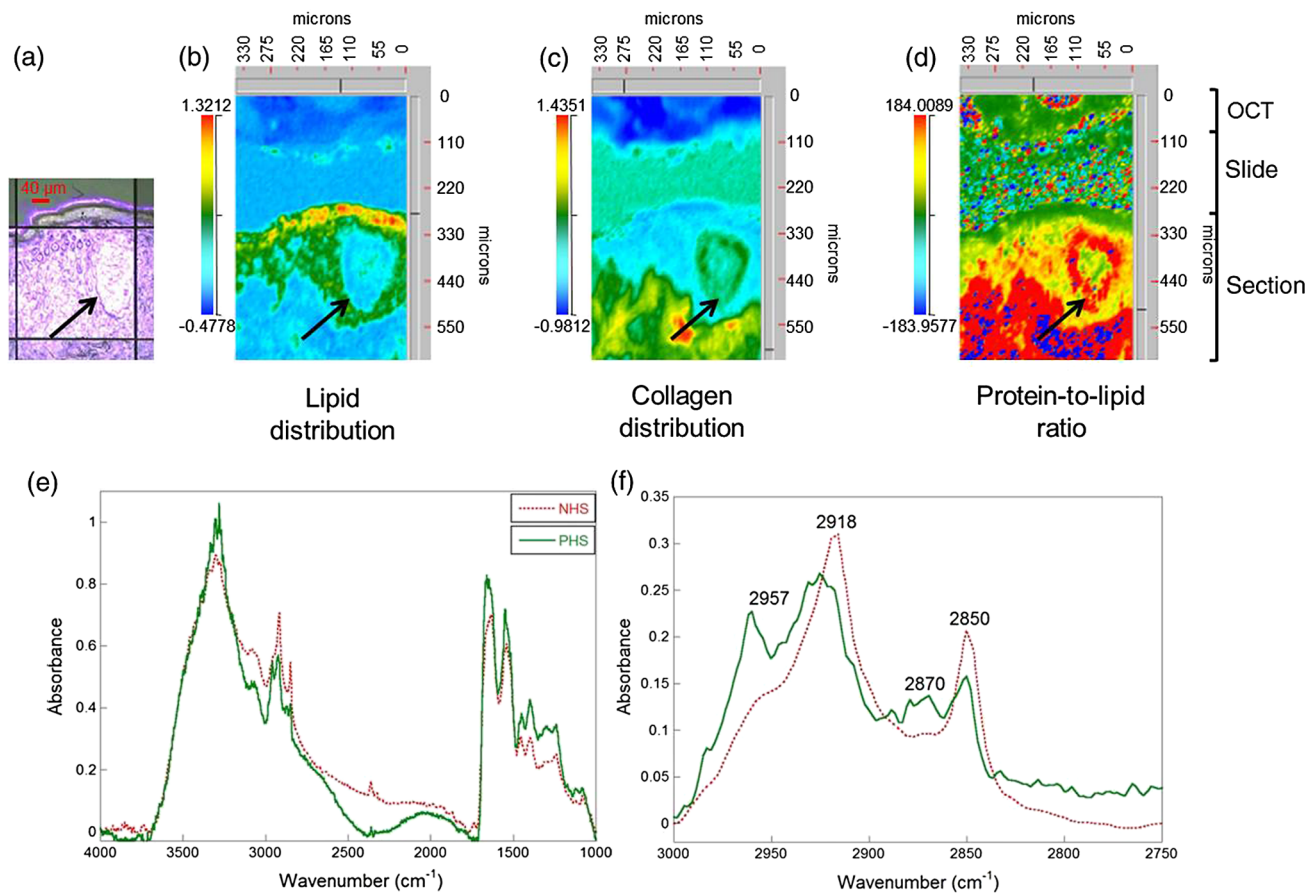 (a)
40 μm
(b)
microns
330 275 220 165 110 55 0
1.3212
-0.4778
0
110
220
330
440
550
microns
Lipid
distribution
(c)
microns
330 275 220 165 110 55 0
1.4351
-0.9812
0
110
220
330
440
550
microns
Collagen
distribution
(d)
microns
330 275 220 165 110 55 0
184.0089
-183.9577
0
110
220
330
440
550
microns
Protein-to-lipid
ratio
OCT
Slide
Section
(e)
NHS
PHS
1
0.8
0.6
0.4
0.2
0
Absorbance
4000 3500 3000 2500 2000 1500 1000
Wavenumber (cm-1)
(f)
0.35
0.3
0.25
0.2
0.15
0.1
0.05
0
Absorbance
2957
2918
2870
2850
3000 2950 2900 2850 2800 2750
Wavenumber (cm-1)